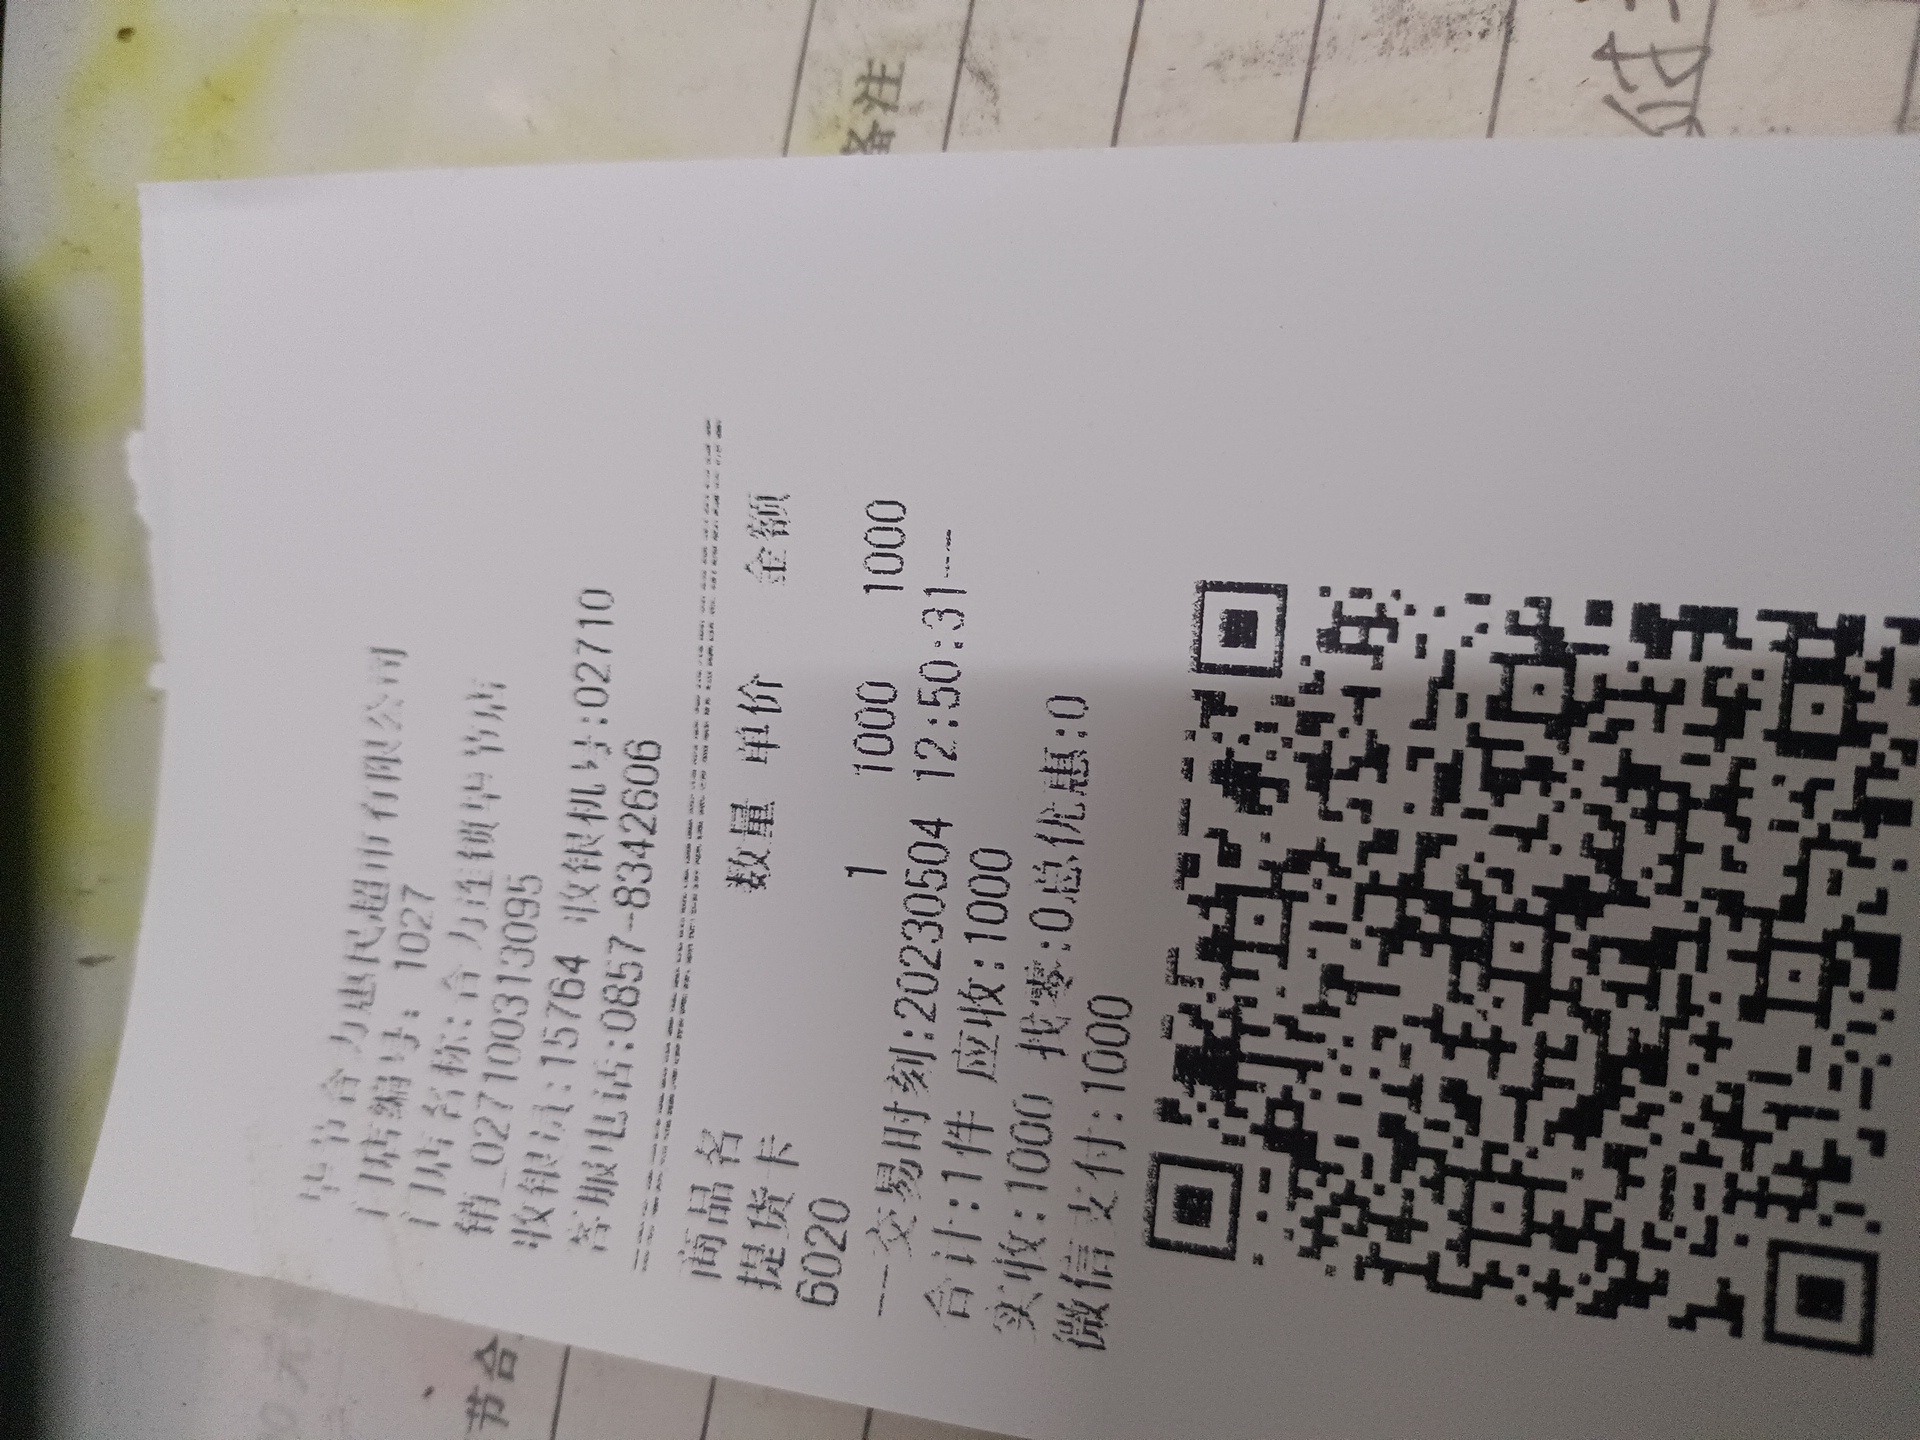 毕节合力惠民超市有限公司
门店编号: 1027
门店名称:合力连锁毕节店
销_0271003130095
收银员:15764 收银机号:02710
客服电话:0857-8342606
商品名 数量 单价 金额
提货卡
6020 1 1000 1000
---交易时刻:20230504 12:50:31---
合计:1件 应收:1000
实收:1000 找零:0总优惠:0
微信支付:1000
备注
节合